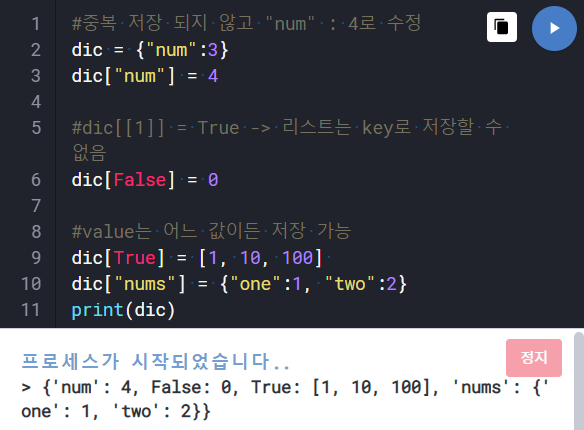 1 #중복 저장 되지 않고 "num" : 4로 수정
2 dic = {"num":3}
3 dic["num"] = 4
4
5 #dic[[1]] = True -> 리스트는 key로 저장할 수
없음
6 dic[False] = 0
7
8 #value는 어느 값이든 저장 가능
9 dic[True] = [1, 10, 100]
10 dic["nums"] = {"one":1, "two":2}
11 print(dic)
프로세스가 시작되었습니다..
정지
> {'num': 4, False: 0, True: [1, 10, 100], 'nums': {'
one': 1, 'two': 2}}